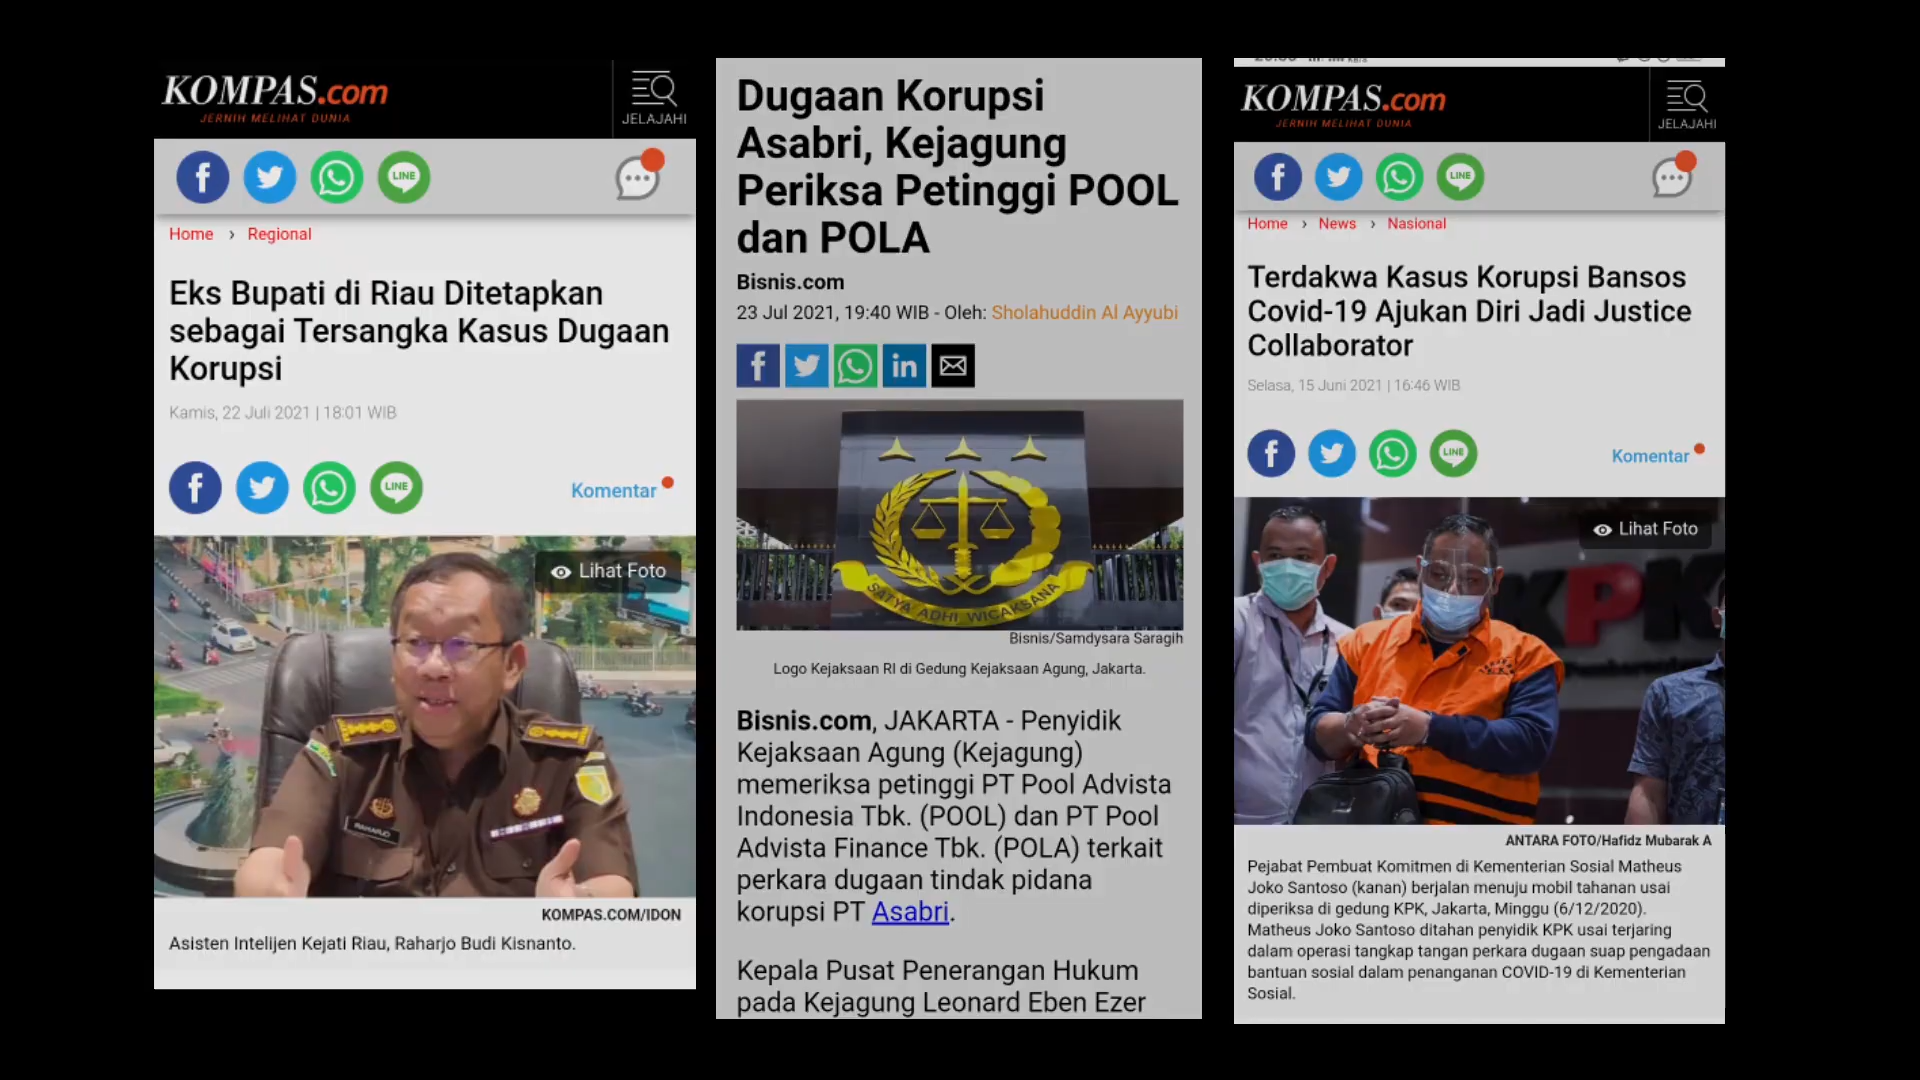 KOMPAS.com
JERNIH MELIHAT DUNIA
JELAJAHI
LINE
Home › Regional
Eks Bupati di Riau Ditetapkan
sebagai Tersangka Kasus Dugaan
Korupsi
Kamis, 22 Juli 2021 | 18:01 WIB
LINE
Komentar
Lihat Foto
RAHARJO
KOMPAS.COM/IDON
Asisten Intelijen Kejati Riau, Raharjo Budi Kisnanto.
Dugaan Korupsi
Asabri, Kejagung
Periksa Petinggi POOL
dan POLA
Bisnis.com
23 Jul 2021, 19:40 WIB - Oleh: Sholahuddin Al Ayyubi
SATYA ADHI WICAKSANA
Bisnis/Samdysara Saragih
Logo Kejaksaan RI di Gedung Kejaksaan Agung, Jakarta.
Bisnis.com, JAKARTA - Penyidik
Kejaksaan Agung (Kejagung)
memeriksa petinggi PT Pool Advista
Indonesia Tbk. (POOL) dan PT Pool
Advista Finance Tbk. (POLA) terkait
perkara dugaan tindak pidana
korupsi PT Asabri.
Kepala Pusat Penerangan Hukum
pada Kejagung Leonard Eben Ezer
KOMPAS.com
JERNIH MELIHAT DUNIA
JELAJAHI
LINE
Home › News › Nasional
Terdakwa Kasus Korupsi Bansos
Covid-19 Ajukan Diri Jadi Justice
Collaborator
Selasa, 15 Juni 2021 | 16:46 WIB
LINE
Komentar
Lihat Foto
KPK
ANTARA FOTO/Hafidz Mubarak A
Pejabat Pembuat Komitmen di Kementerian Sosial Matheus
Joko Santoso (kanan) berjalan menuju mobil tahanan usai
diperiksa di gedung KPK, Jakarta, Minggu (6/12/2020).
Matheus Joko Santoso ditahan penyidik KPK usai terjaring
dalam operasi tangkap tangan perkara dugaan suap pengadaan
bantuan sosial dalam penanganan COVID-19 di Kementerian
Sosial.